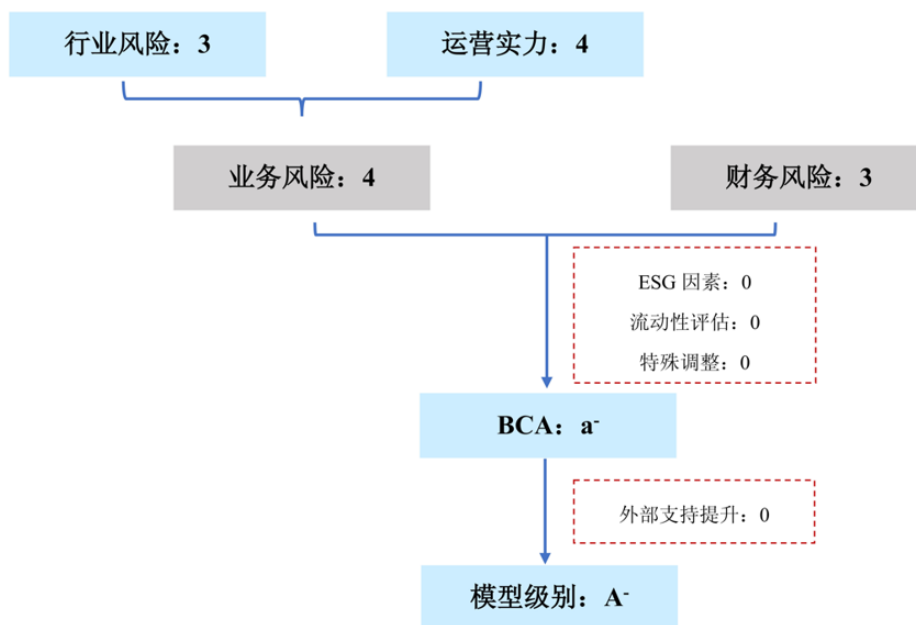 行业风险：3
运营实力：4
业务风险：4
财务风险：3
ESG 因素：0
流动性评估：0
特殊调整：0
BCA：a⁻
外部支持提升：0
模型级别：A⁻